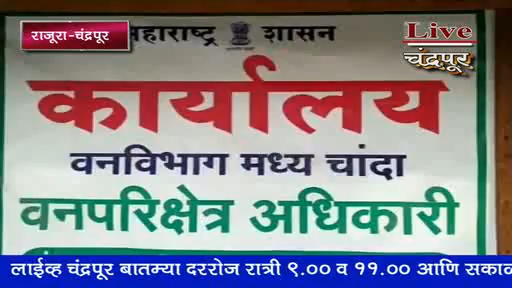 राजूरा-चंद्रपूर
महाराष्ट्र शासन
Live
चंद्रपूर
कार्यालय
वनविभाग मध्य चांदा
वनपरिक्षेत्र अधिकारी
लाईव्ह चंद्रपूर बातम्या दररोज रात्री ९.०० व ११.०० आणि सकाळ